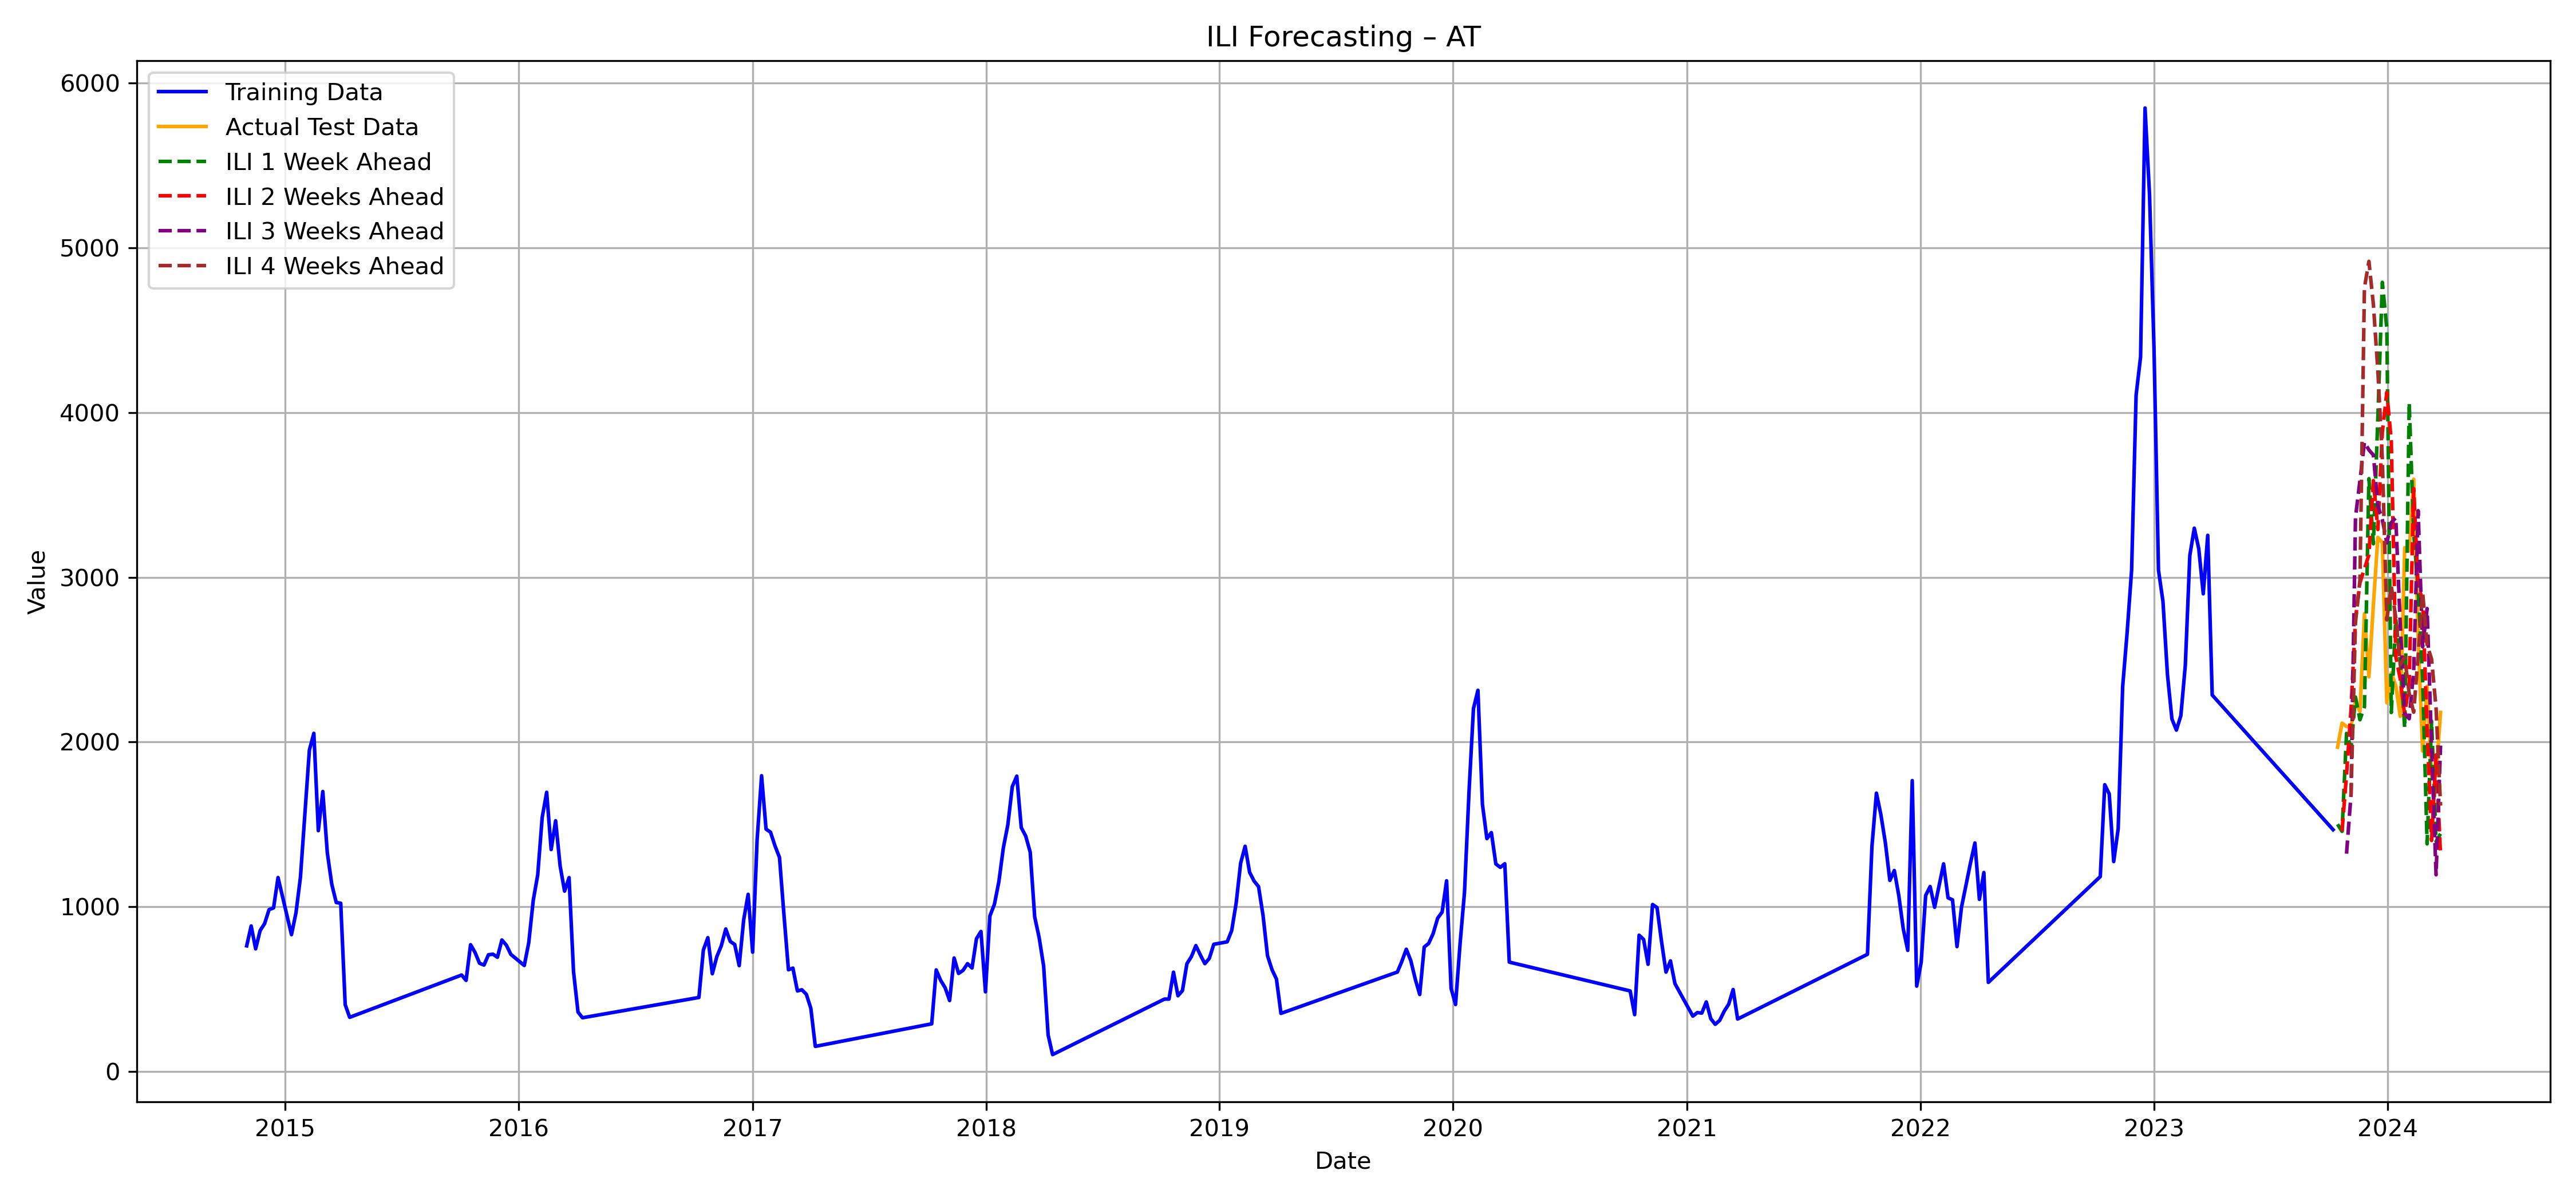 ILI Forecasting – AT
6000
5000
4000
3000
2000
1000
0
Value
Training Data
Actual Test Data
ILI 1 Week Ahead
ILI 2 Weeks Ahead
ILI 3 Weeks Ahead
ILI 4 Weeks Ahead
2015 2016 2017 2018 2019 2020 2021 2022 2023 2024
Date